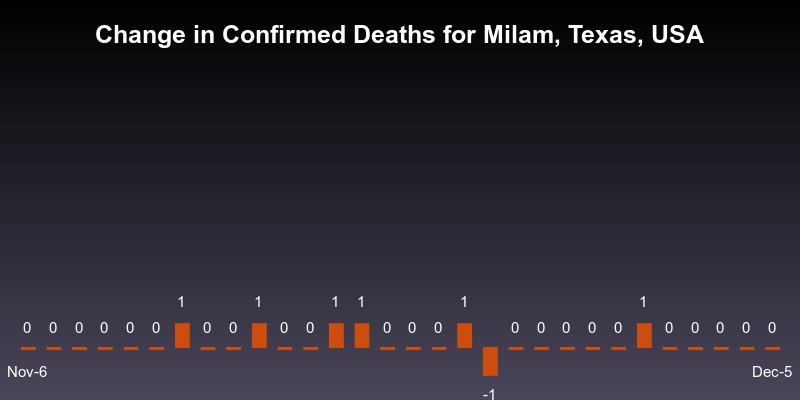 Change in Confirmed Deaths for Milam, Texas, USA
1 1 1 1 1 1
0 0 0 0 0 0 0 0 0 0 0 0 0 0 0 0 0 0 0 0 0 0 0
Nov-6 Dec-5
-1